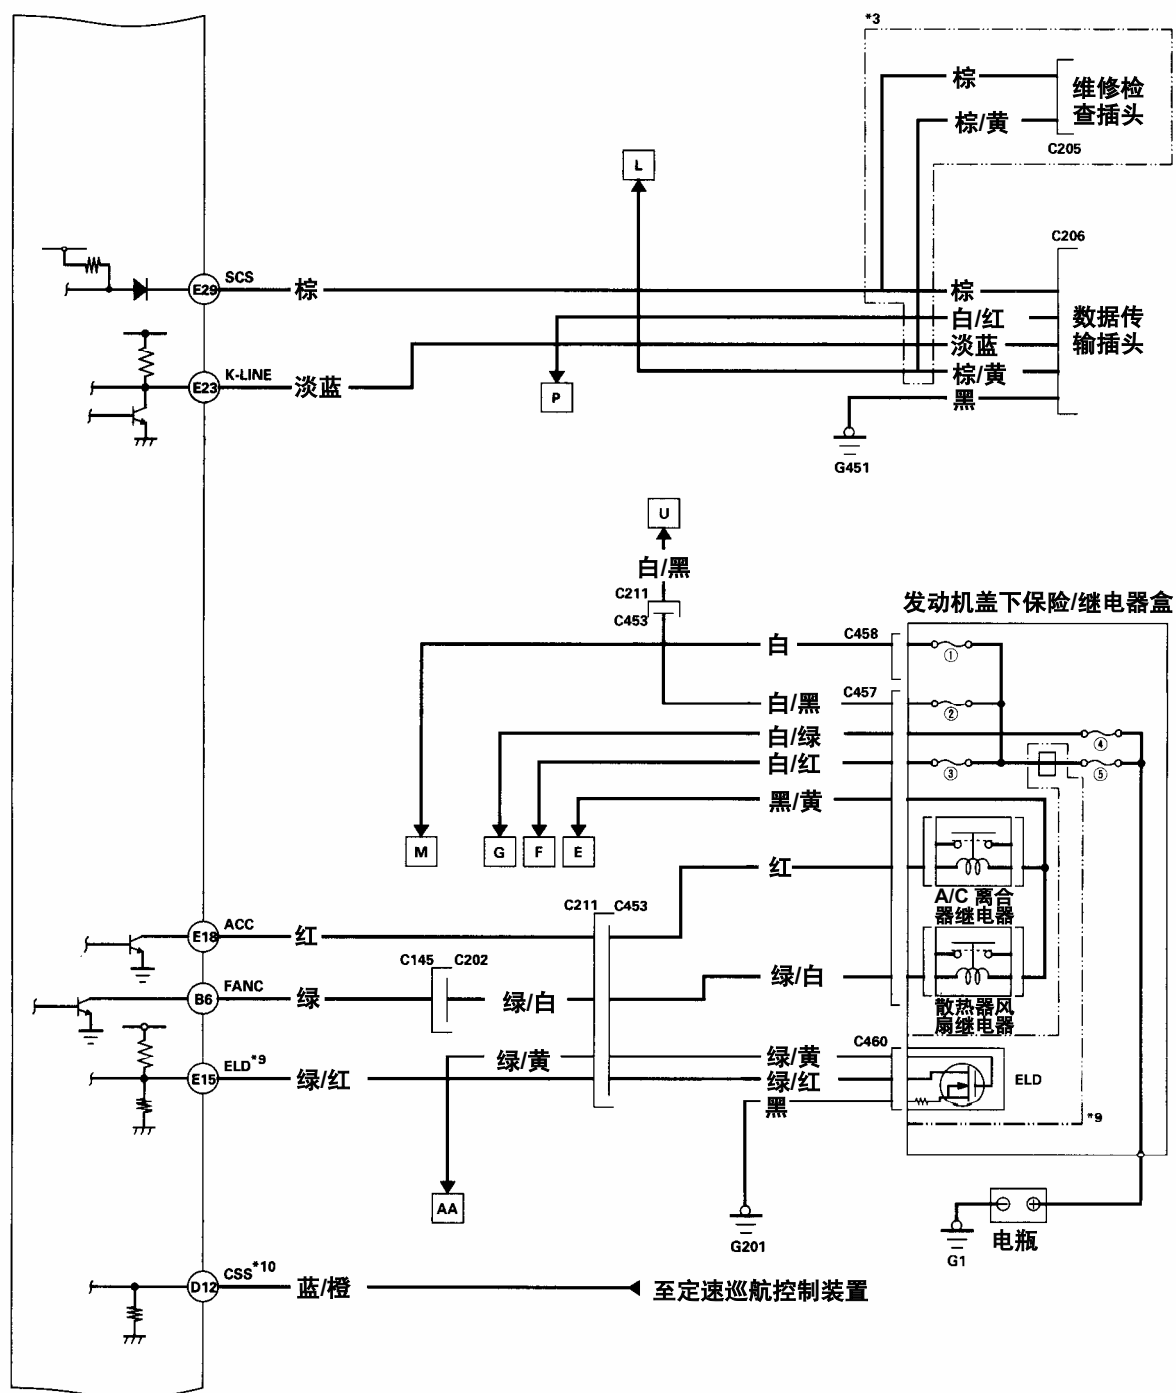 *3
棕
维修检
查插头
棕/黄
C205
L
C206
SCS
E29
棕
棕
白/红
数据传
输插头
淡蓝
K-LINE
E23
淡蓝
棕/黄
P
黑
G451
U
白/黑
C211
C453
发动机盖下保险/继电器盒
白
C458
①
白/黑
C457
②
白/绿
④
白/红
③
⑤
黑/黄
M
G
F
E
红
A/C 离合
器继电器
C211
C453
ACC
E18
红
C145
C202
绿/白
FANC
B6
绿
绿/白
散热器风
扇继电器
绿/黄
绿/黄
C460
ELD*9
E15
绿/红
绿/红
ELD
黑
*9
AA
G201
电瓶
G1
CSS*10
D12
蓝/橙
至定速巡航控制装置